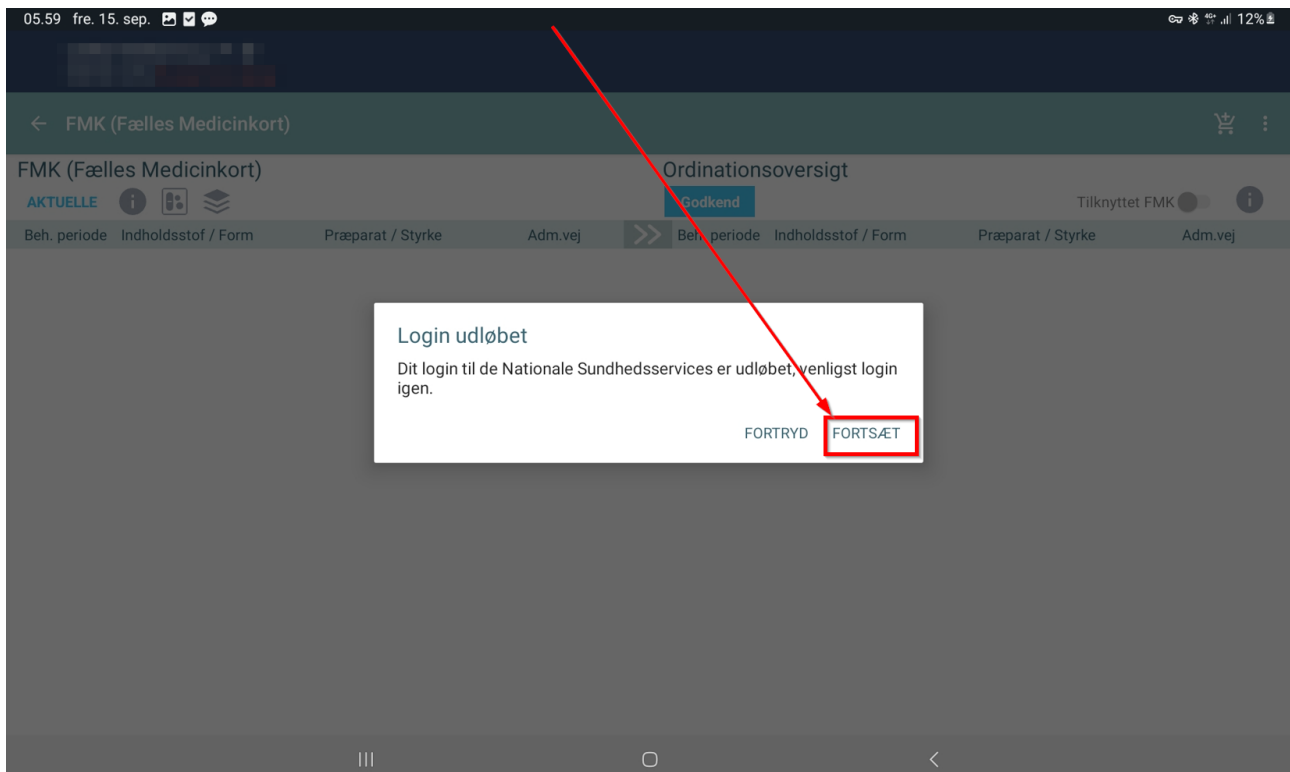 05.59 fre. 15. sep.
4G+ 12%
FMK (Fælles Medicinkort)
FMK (Fælles Medicinkort)
Ordinationsoversigt
AKTUELLE
Godkend
Tilknyttet FMK
Beh. periode Indholdsstof / Form Præparat / Styrke Adm.vej
Beh. periode Indholdsstof / Form Præparat / Styrke Adm.vej
Login udløbet
Dit login til de Nationale Sundhedsservices er udløbet, venligst login
igen.
FORTRYD FORTSÆT